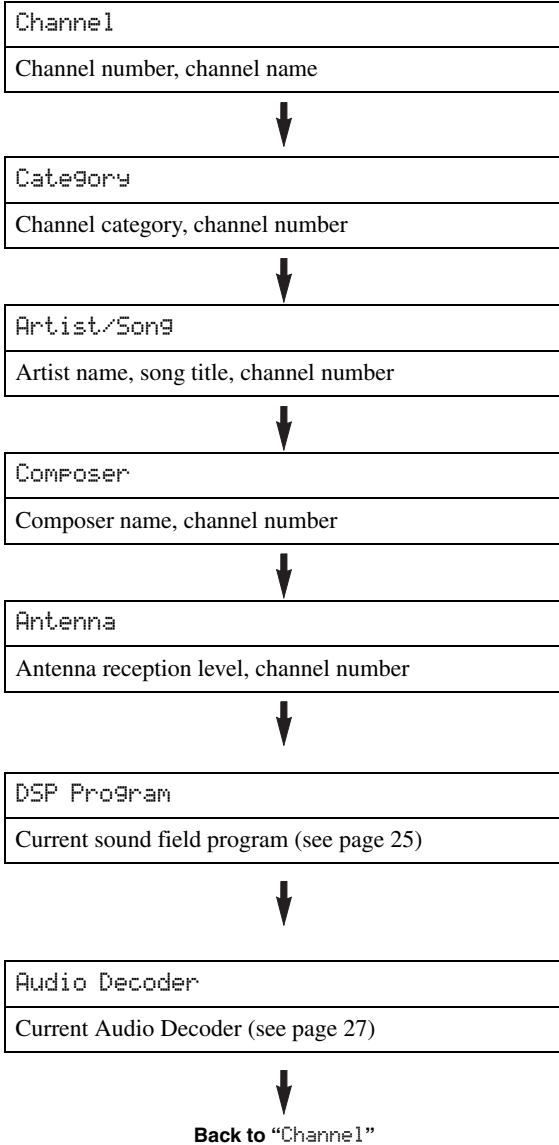 Channel
Channel number, channel name
Category
Channel category, channel number
Artist/Song
Artist name, song title, channel number
Composer
Composer name, channel number
Antenna
Antenna reception level, channel number
DSP Program
Current sound field program (see page 25)
Audio Decoder
Current Audio Decoder (see page 27)
Back to “Channel”